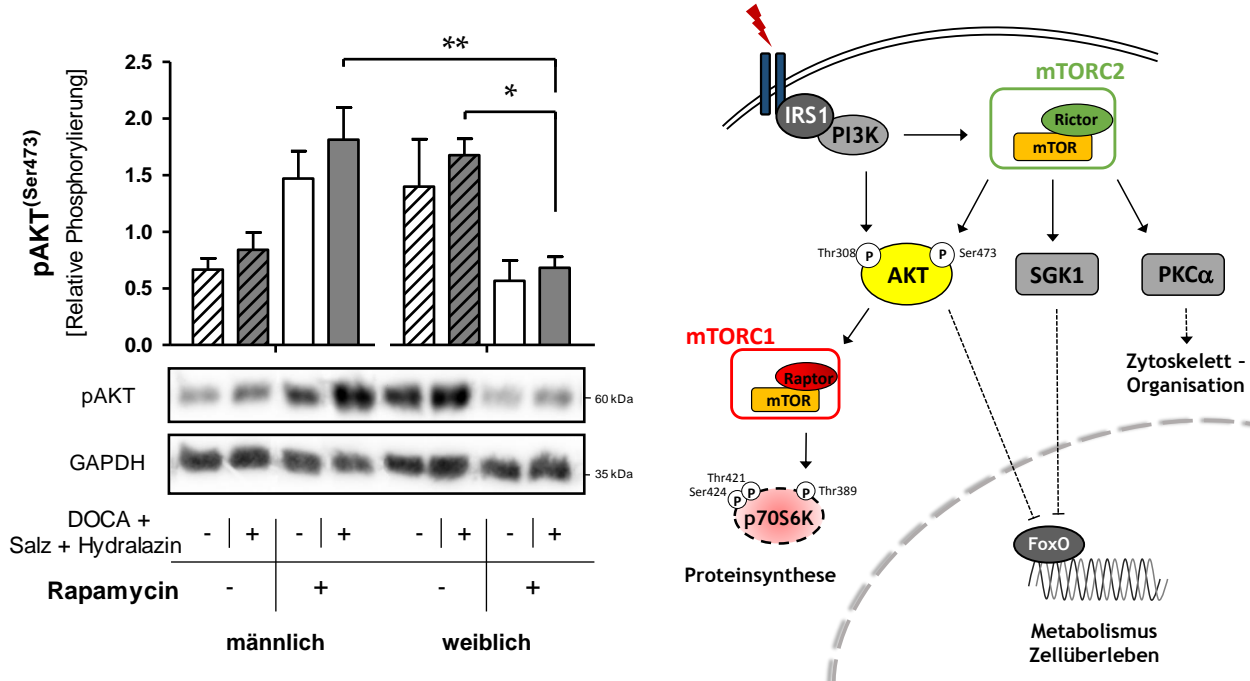 pAKT(Ser473)
[Relative Phosphorylierung]
2.5
2.0
1.5
1.0
0.5
0.0
**
*
pAKT
60 kDa
GAPDH
35 kDa
DOCA +
Salz + Hydralazin
- + - + - + - +
Rapamycin
- + - +
männlich weiblich
mTORC2
IRS1
PI3K
Rictor
mTOR
Thr308
P
P
Ser473
AKT
SGK1
PKCα
mTORC1
Raptor
mTOR
Zytoskelett -
Organisation
Thr421
Ser424
P
P
P
Thr389
p70S6K
Proteinsynthese
FoxO
Metabolismus
Zellüberleben